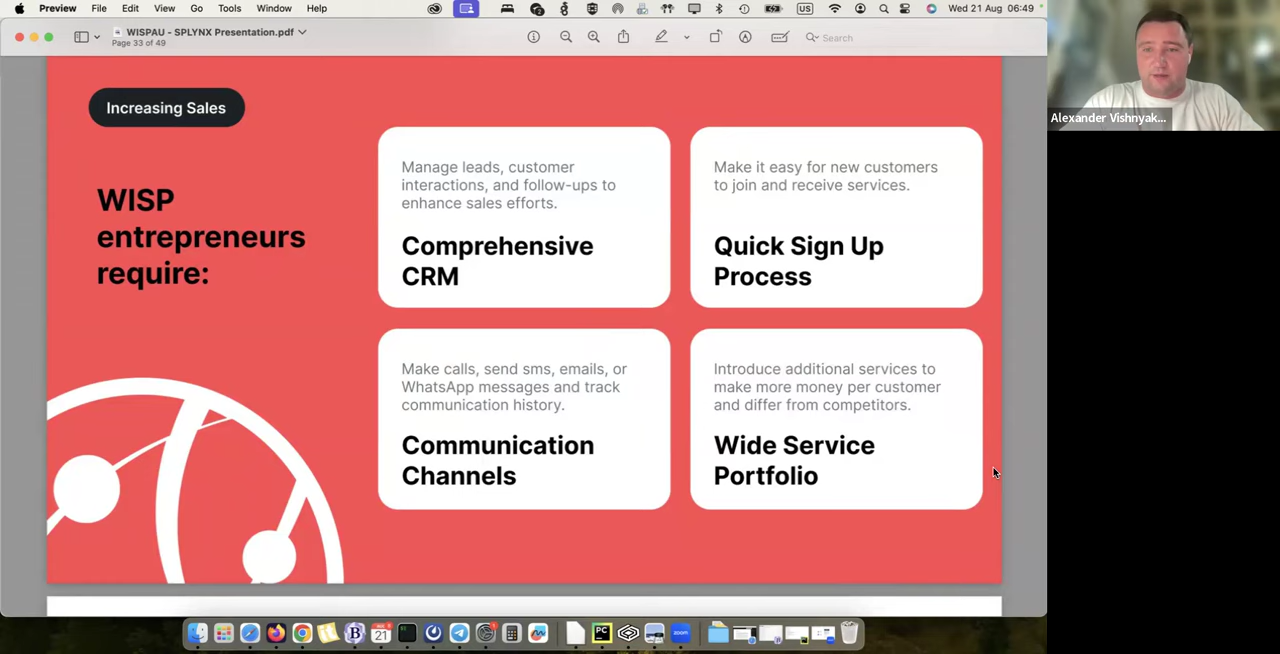 Preview File Edit View Go Tools Window Help US Wed 21 Aug 06:49
WISPAU - SPLYNX Presentation.pdf
Page 33 of 49
Search
Increasing Sales
WISP
entrepreneurs
require:
Manage leads, customer
interactions, and follow-ups to
enhance sales efforts.
Comprehensive
CRM
Make it easy for new customers
to join and receive services.
Quick Sign Up
Process
Make calls, send sms, emails, or
WhatsApp messages and track
communication history.
Communication
Channels
Introduce additional services to
make more money per customer
and differ from competitors.
Wide Service
Portfolio
Alexander Vishnyak...
21
PC
zoom